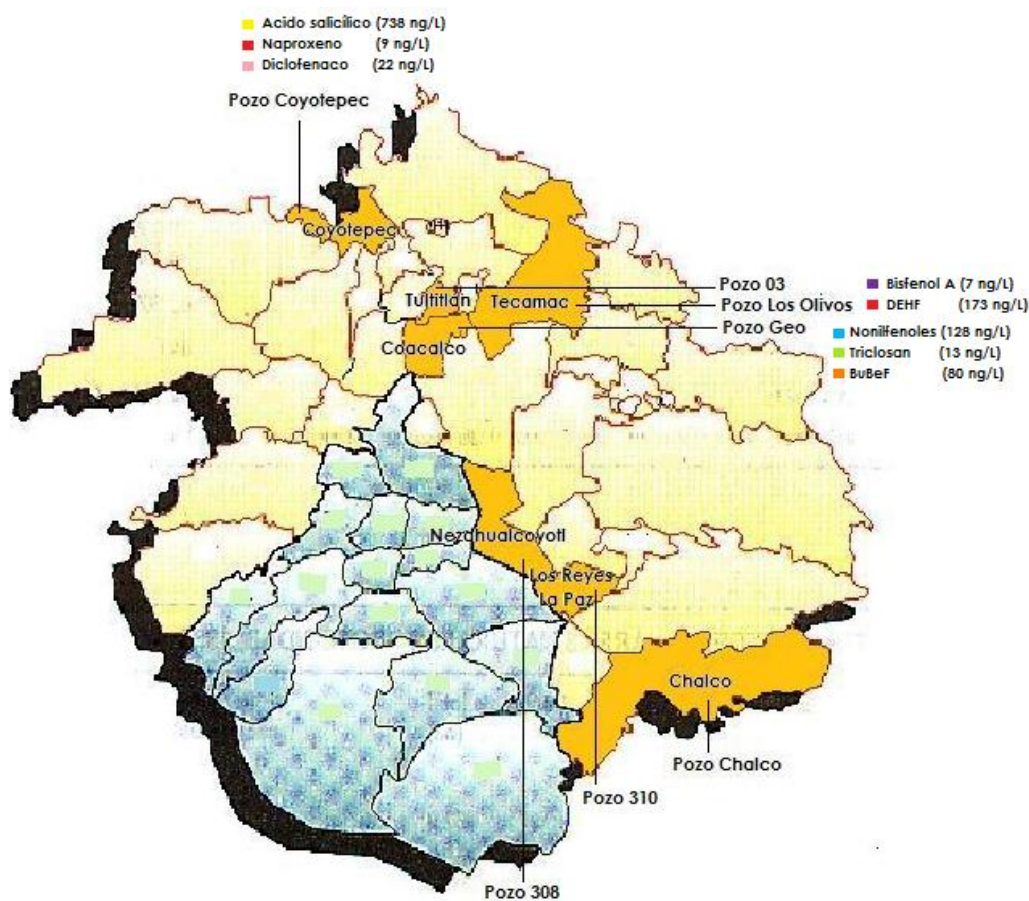 Acido salicílico (738 ng/L)
Naproxeno (9 ng/L)
Diclofenaco (22 ng/L)
Pozo Coyotepec
Coyotepec
Pozo 03
Tultitlan
Tecamac
Pozo Los Olivos
Bisfenol A (7 ng/L)
DEHF (173 ng/L)
Pozo Geo
Coacalco
Nonilfenoles (128 ng/L)
Triclosan (13 ng/L)
BuBeF (80 ng/L)
Nezahualcoyotl
Los Reyes
La Paz
Chalco
Pozo Chalco
Pozo 310
Pozo 308